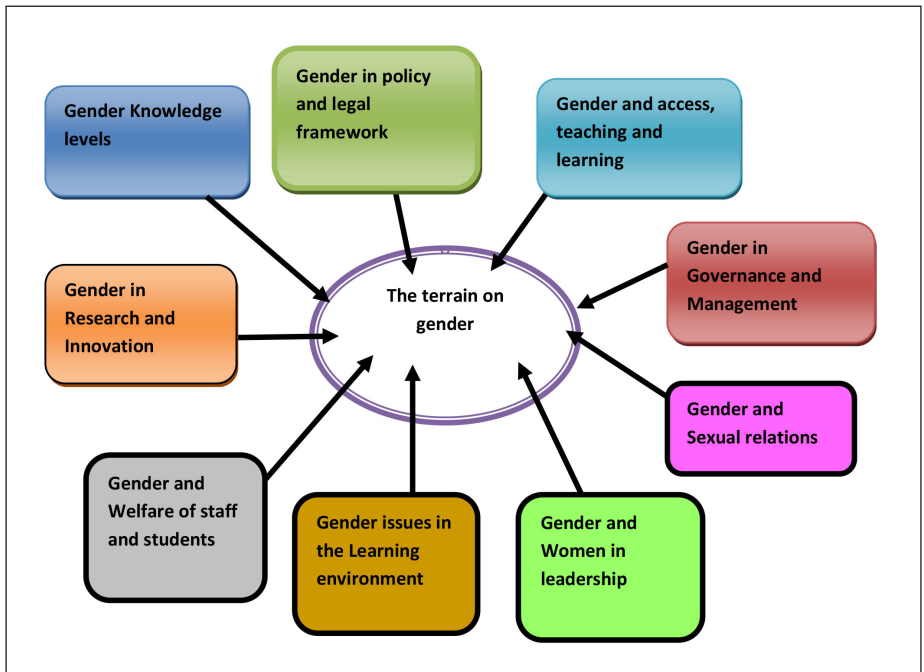 Gender Knowledge
levels
Gender in policy
and legal
framework
Gender and access,
teaching and
learning
Gender in
Governance and
Management
The terrain on
gender
Gender in
Research and
Innovation
Gender and
Sexual relations
Gender and
Welfare of staff
and students
Gender issues in
the Learning
environment
Gender and
Women in
leadership